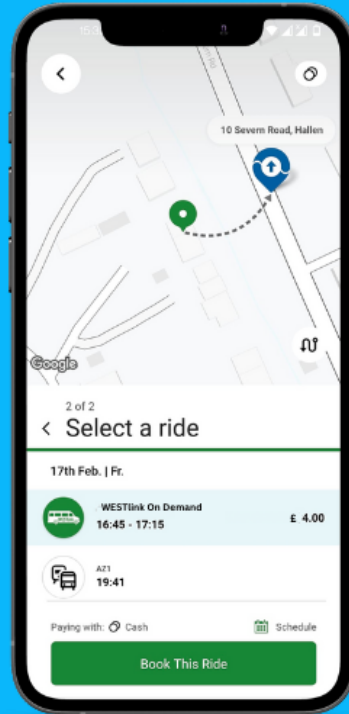 10 Severn Road, Hallen
Google
2 of 2
Select a ride
17th Feb. | Fr.
WESTlink On Demand
16:45 - 17:15
£ 4.00
AZ1
19:41
Paying with: Cash
Schedule
Book This Ride